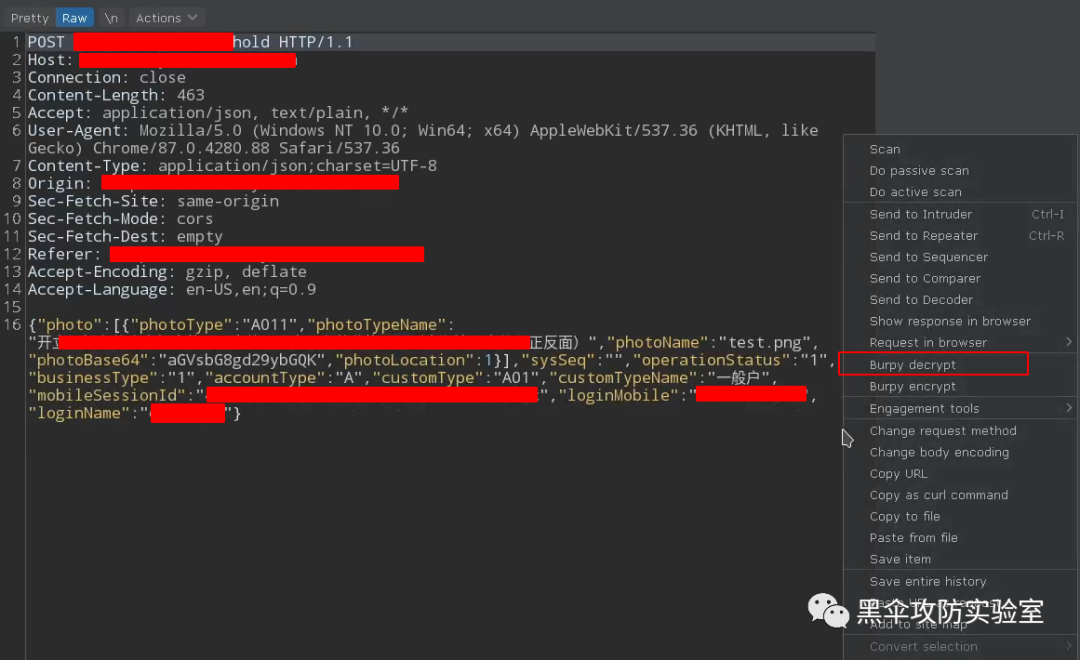 Pretty Raw \n Actions
1 POST hold HTTP/1.1
2 Host:
3 Connection: close
4 Content-Length: 463
5 Accept: application/json, text/plain, */*
6 User-Agent: Mozilla/5.0 (Windows NT 10.0; Win64; x64) AppleWebKit/537.36 (KHTML, like
Gecko) Chrome/87.0.4280.88 Safari/537.36
7 Content-Type: application/json;charset=UTF-8
8 Origin:
9 Sec-Fetch-Site: same-origin
10 Sec-Fetch-Mode: cors
11 Sec-Fetch-Dest: empty
12 Referer:
13 Accept-Encoding: gzip, deflate
14 Accept-Language: en-US,en;q=0.9
15
16 {"photo":[{"photoType":"A011","photoTypeName":
"开立 正反面）","photoName":"test.png",
"photoBase64":"aGVsbG8gd29ybGQK","photoLocation":1}],"sysSeq":"","operationStatus":"1",
"businessType":"1","accountType":"A","customType":"A01","customTypeName":"一般户",
"mobileSessionId":" ","loginMobile":" ",
"loginName":" "}
Scan
Do passive scan
Do active scan
Send to Intruder Ctrl-I
Send to Repeater Ctrl-R
Send to Sequencer
Send to Comparer
Send to Decoder
Show response in browser
Request in browser
Burpy decrypt
Burpy encrypt
Engagement tools
Change request method
Change body encoding
Copy URL
Copy as curl command
Copy to file
Paste from file
Save item
Save entire history
黑伞攻防实验室
Add to site map
Convert selection